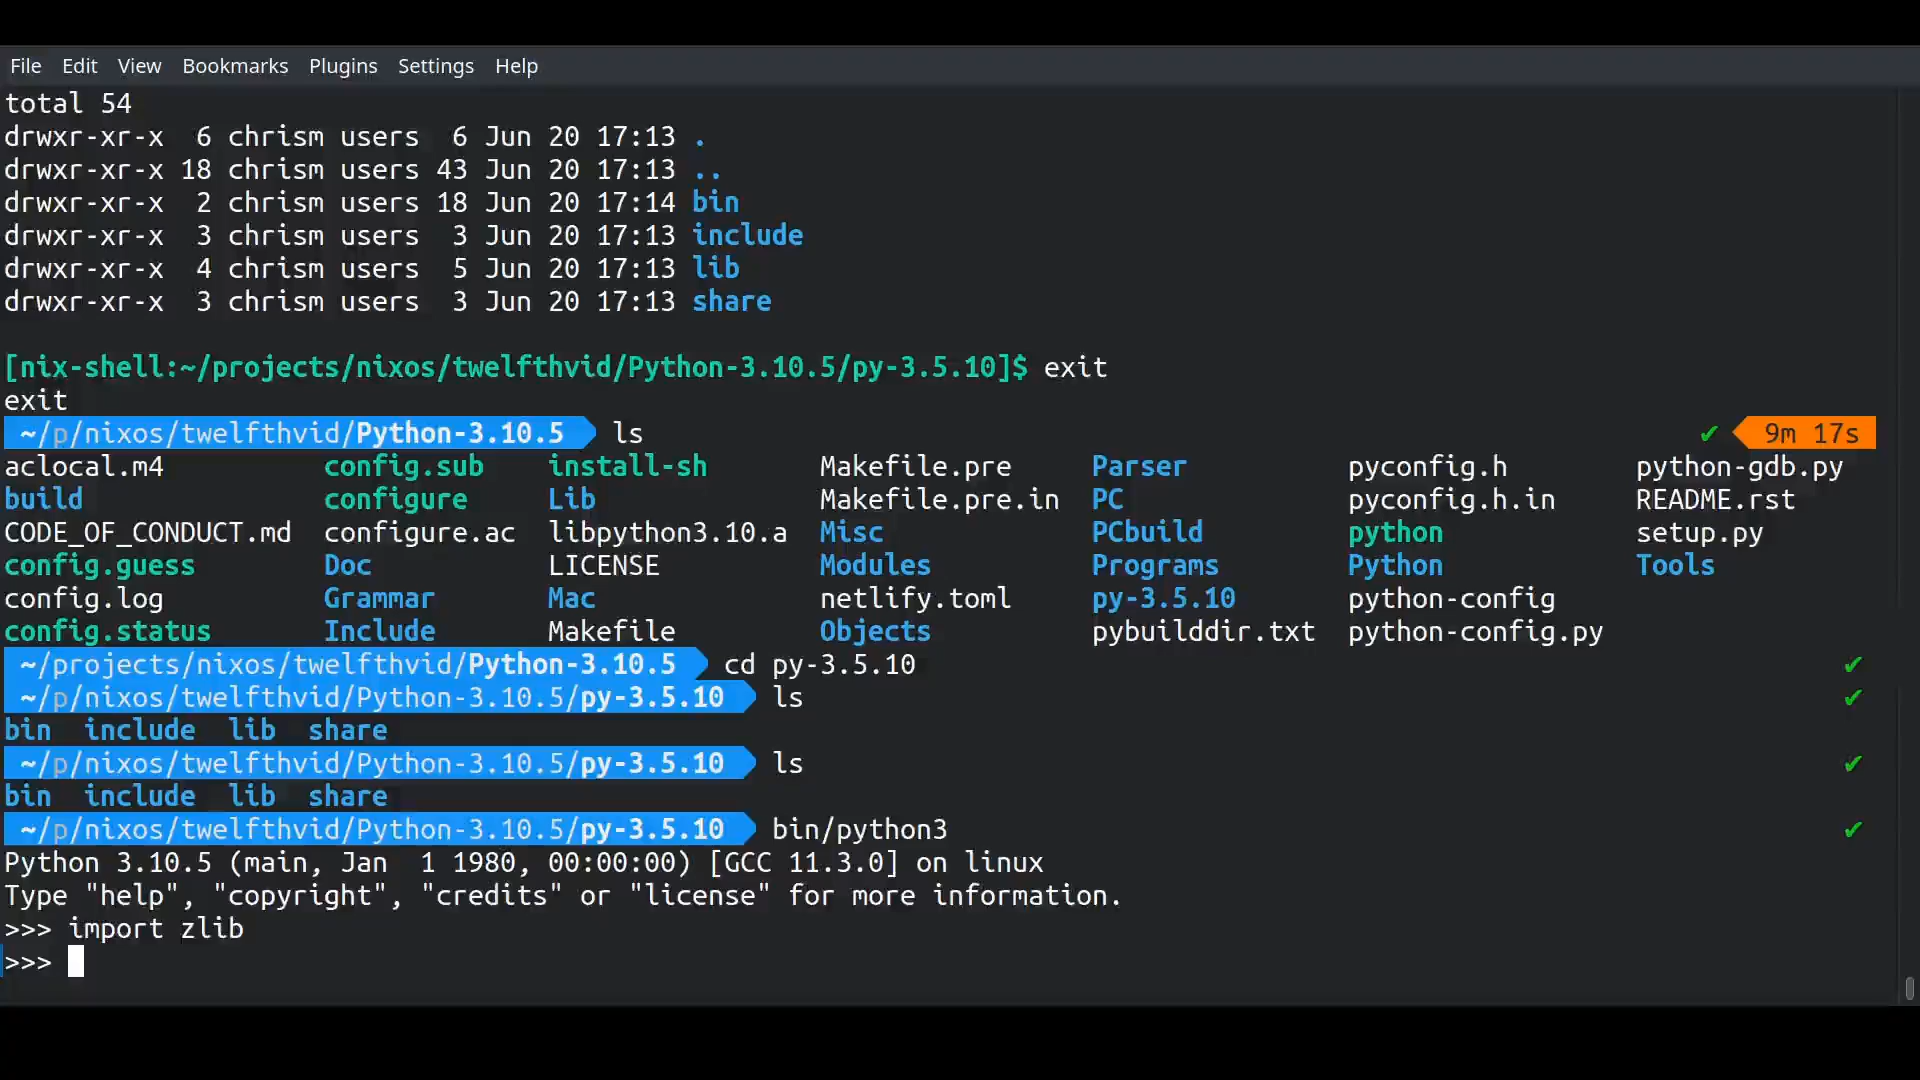 File Edit View Bookmarks Plugins Settings Help
total 54
drwxr-xr-x  6 chrism users  6 Jun 20 17:13 .
drwxr-xr-x 18 chrism users 43 Jun 20 17:13 ..
drwxr-xr-x  2 chrism users 18 Jun 20 17:14 bin
drwxr-xr-x  3 chrism users  3 Jun 20 17:13 include
drwxr-xr-x  4 chrism users  5 Jun 20 17:13 lib
drwxr-xr-x  3 chrism users  3 Jun 20 17:13 share
[nix-shell:~/projects/nixos/twelfthvid/Python-3.10.5/py-3.5.10]$ exit
exit
~/p/nixos/twelfthvid/Python-3.10.5 ls ✔ 9m 17s
aclocal.m4 config.sub install-sh Makefile.pre Parser pyconfig.h python-gdb.py
build configure Lib Makefile.pre.in PC pyconfig.h.in README.rst
CODE_OF_CONDUCT.md configure.ac libpython3.10.a Misc PCbuild python setup.py
config.guess Doc LICENSE Modules Programs Python Tools
config.log Grammar Mac netlify.toml py-3.5.10 python-config
config.status Include Makefile Objects pybuilddir.txt python-config.py
~/projects/nixos/twelfthvid/Python-3.10.5 cd py-3.5.10 ✔
~/p/nixos/twelfthvid/Python-3.10.5/py-3.5.10 ls ✔
bin include lib share
~/p/nixos/twelfthvid/Python-3.10.5/py-3.5.10 ls ✔
bin include lib share
~/p/nixos/twelfthvid/Python-3.10.5/py-3.5.10 bin/python3 ✔
Python 3.10.5 (main, Jan  1 1980, 00:00:00) [GCC 11.3.0] on linux
Type "help", "copyright", "credits" or "license" for more information.
>>> import zlib
>>>